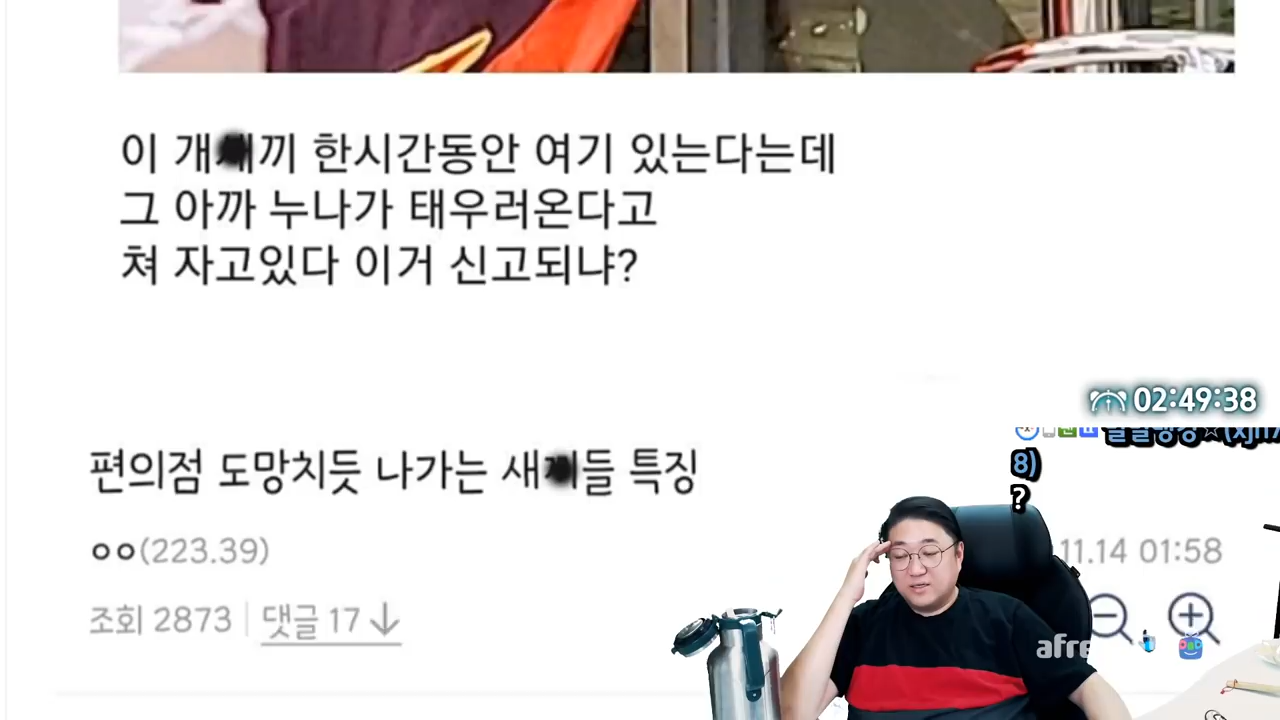 이 개끼 한시간동안 여기 있는다는데
그 아까 누나가 태우러온다고
쳐 자고있다 이거 신고되냐?
02:49:38
8)
?
편의점 도망치듯 나가는 새들 특징
ㅇㅇ(223.39)
11.14 01:58
조회 2873 댓글 17
afre